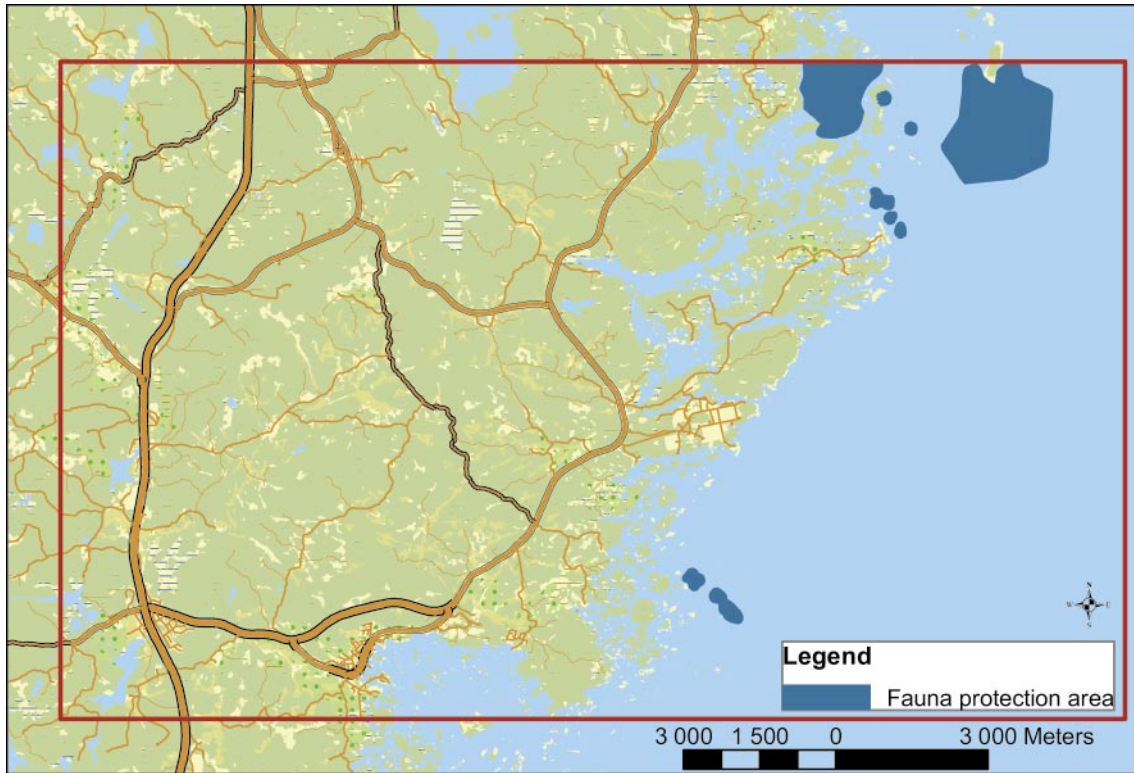 N
W E
S
Legend
Fauna protection area
3 000 1 500 0 3 000 Meters